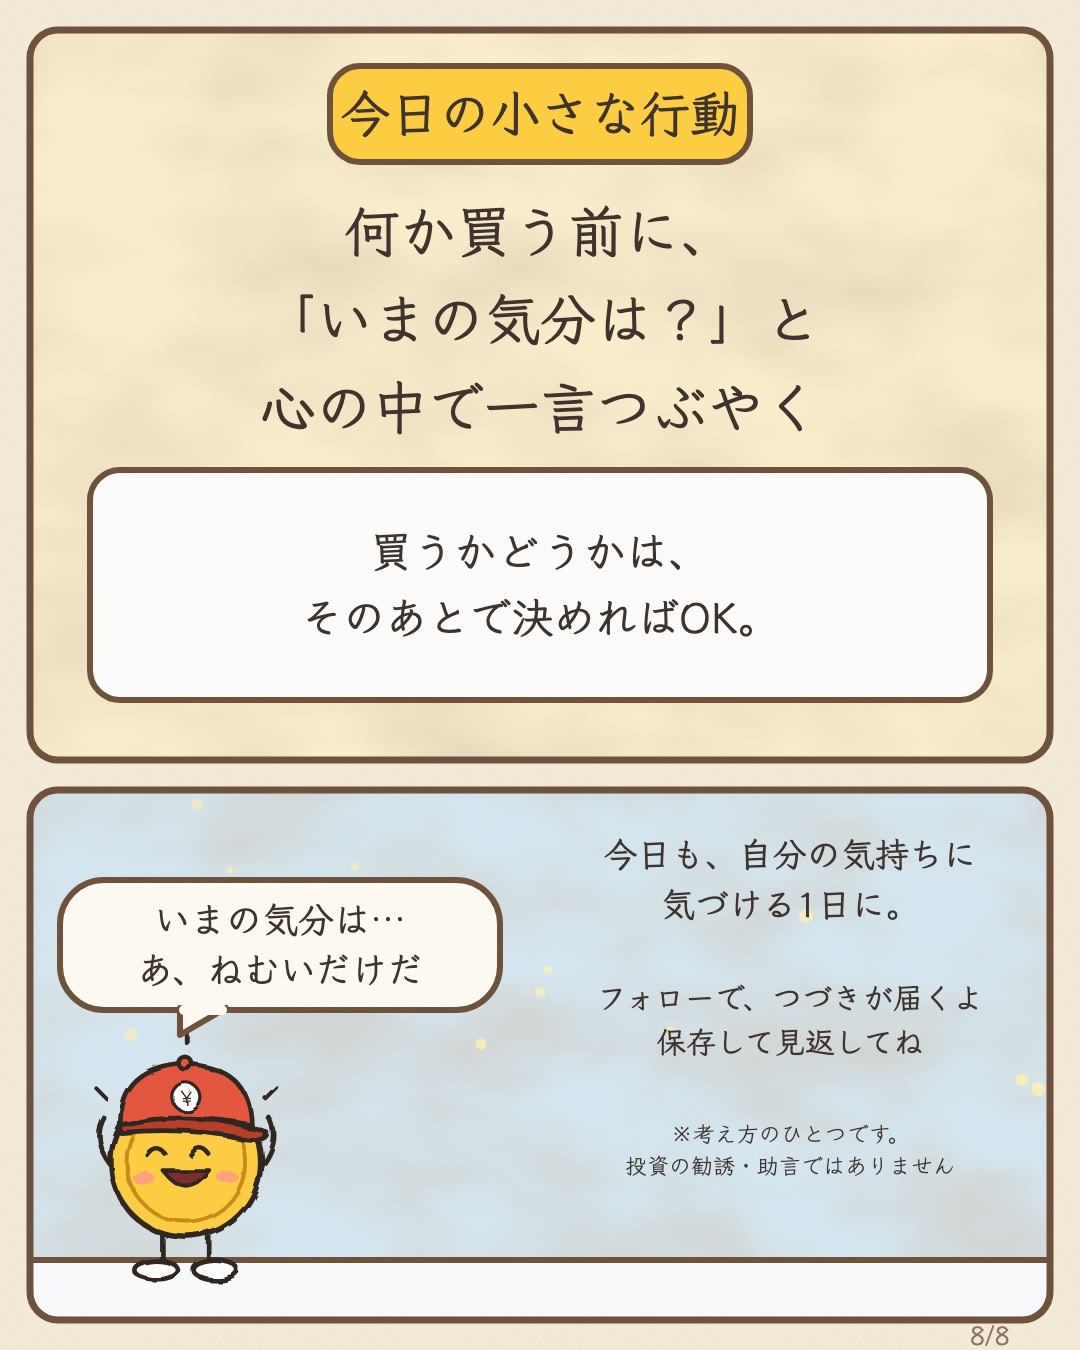 今日の小さな行動
何か買う前に、
「いまの気分は？」と
心の中で一言つぶやく
買うかどうかは、
そのあとで決めればOK。
いまの気分は…
あ、ねむいだけだ
¥
今日も、自分の気持ちに
気づける1日に。
フォローで、つづきが届くよ
保存して見返してね
※考え方のひとつです。
投資の勧誘・助言ではありません
8/8